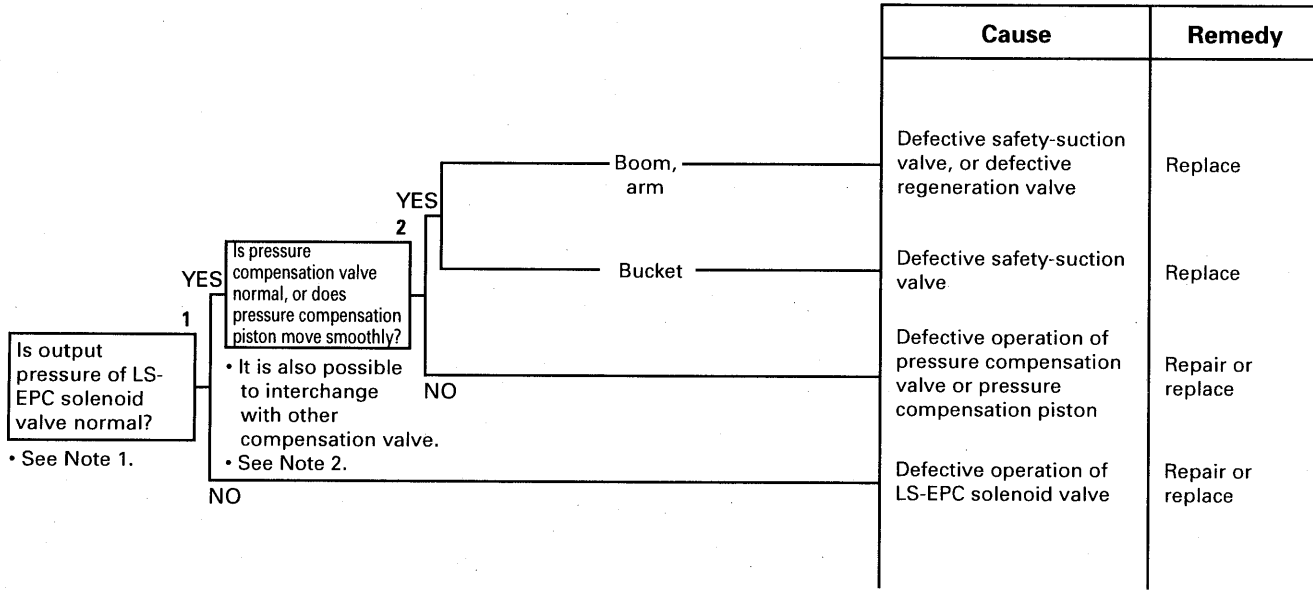 Cause
Remedy
Boom,
arm
Defective safety-suction
valve, or defective
regeneration valve
Replace
YES
2
Is pressure
compensation valve
normal, or does
pressure compensation
piston move smoothly?
Bucket
Defective safety-suction
valve
Replace
YES
1
Is output
pressure of LS-
EPC solenoid
valve normal?
• See Note 1.
• It is also possible
to interchange
with other
compensation valve.
• See Note 2.
NO
Defective operation of
pressure compensation
valve or pressure
compensation piston
Repair or
replace
NO
Defective operation of
LS-EPC solenoid valve
Repair or
replace